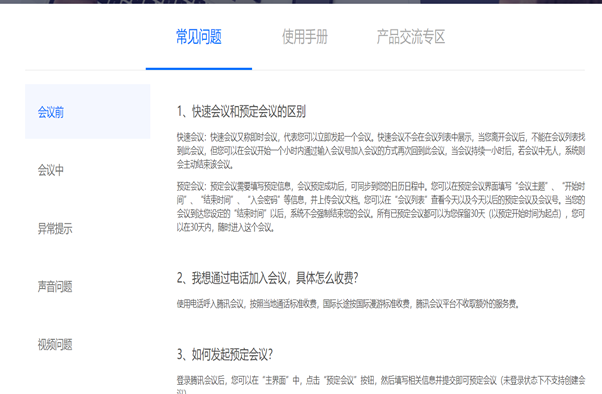 常见问题 使用手册 产品交流专区
会议前
会议中
异常提示
声音问题
视频问题
1、快速会议和预定会议的区别
快速会议：快速会议又称即时会议，代表您可以立即发起一个会议。快速会议不会在会议列表中展示，当您离开会议后，不能在会议列表找
到此会议，但您可以在会议开始一个小时内通过输入会议号加入会议的方式再次回到此会议，当会议持续一小时后，若会议中无人，系统则
会主动结束该会议。
预定会议：预定会议需要填写预定信息，会议预定成功后，可同步到您的日历日程中。您可以在预定会议界面填写“会议主题”、“开始时
间”、“结束时间”、“入会密码”等信息，并上传会议文档。您可以在“会议列表”查看今天以及今天以后的预定会议及会议号。当您的
会议到达您设定的“结束时间”以后，系统不会强制结束您的会议。所有已预定会议都可以为您保留30天（以预定开始时间为起点），您可
以在30天内，随时进入这个会议。
2、我想通过电话加入会议，具体怎么收费？
使用电话呼入腾讯会议，按照当地通话标准收费，国际长途按国际漫游标准收费，腾讯会议平台不收取额外的服务费。
3、如何发起预定会议？
登录腾讯会议后，您可以在“主界面”中，点击“预定会议”按钮，然后填写相关信息并提交即可预定会议（未登录状态下不支持创建会